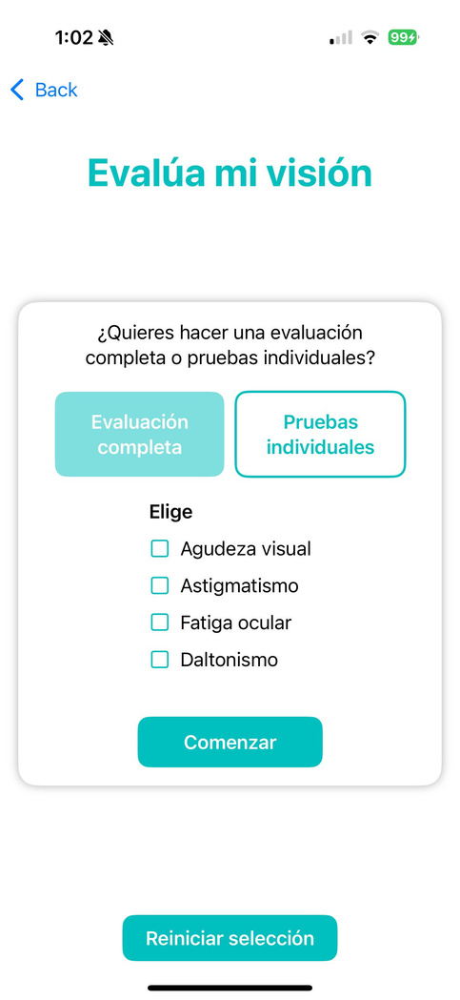 1:02
99
Back
Evalúa mi visión
¿Quieres hacer una evaluación
completa o pruebas individuales?
Evaluación
completa
Pruebas
individuales
Elige
Agudeza visual
Astigmatismo
Fatiga ocular
Daltonismo
Comenzar
Reiniciar selección